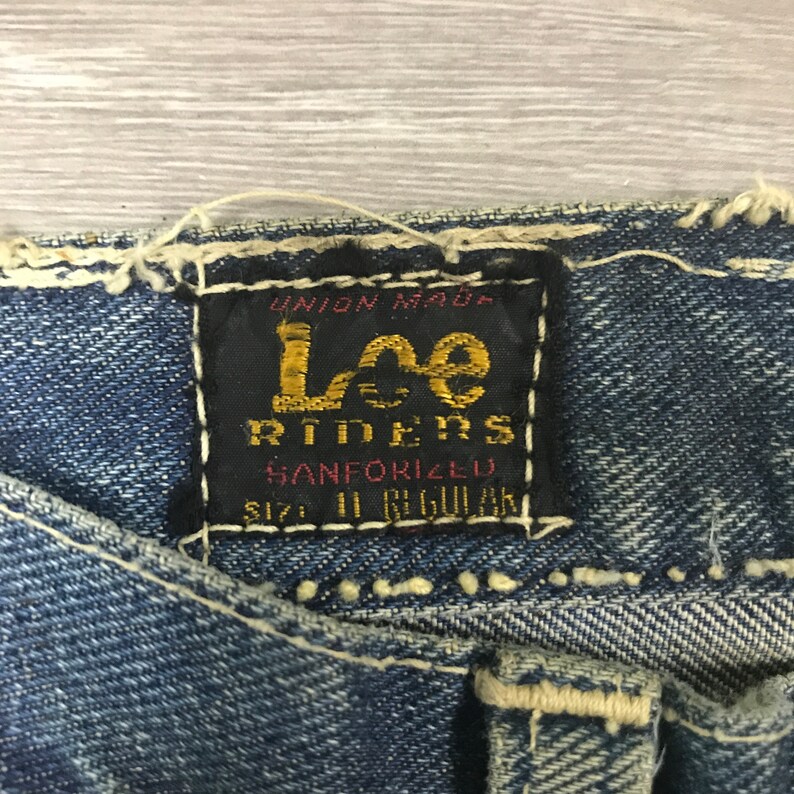 UNION MADE
Lee
RIDERS
SANFORIZED
SIZE 11 REGULAR